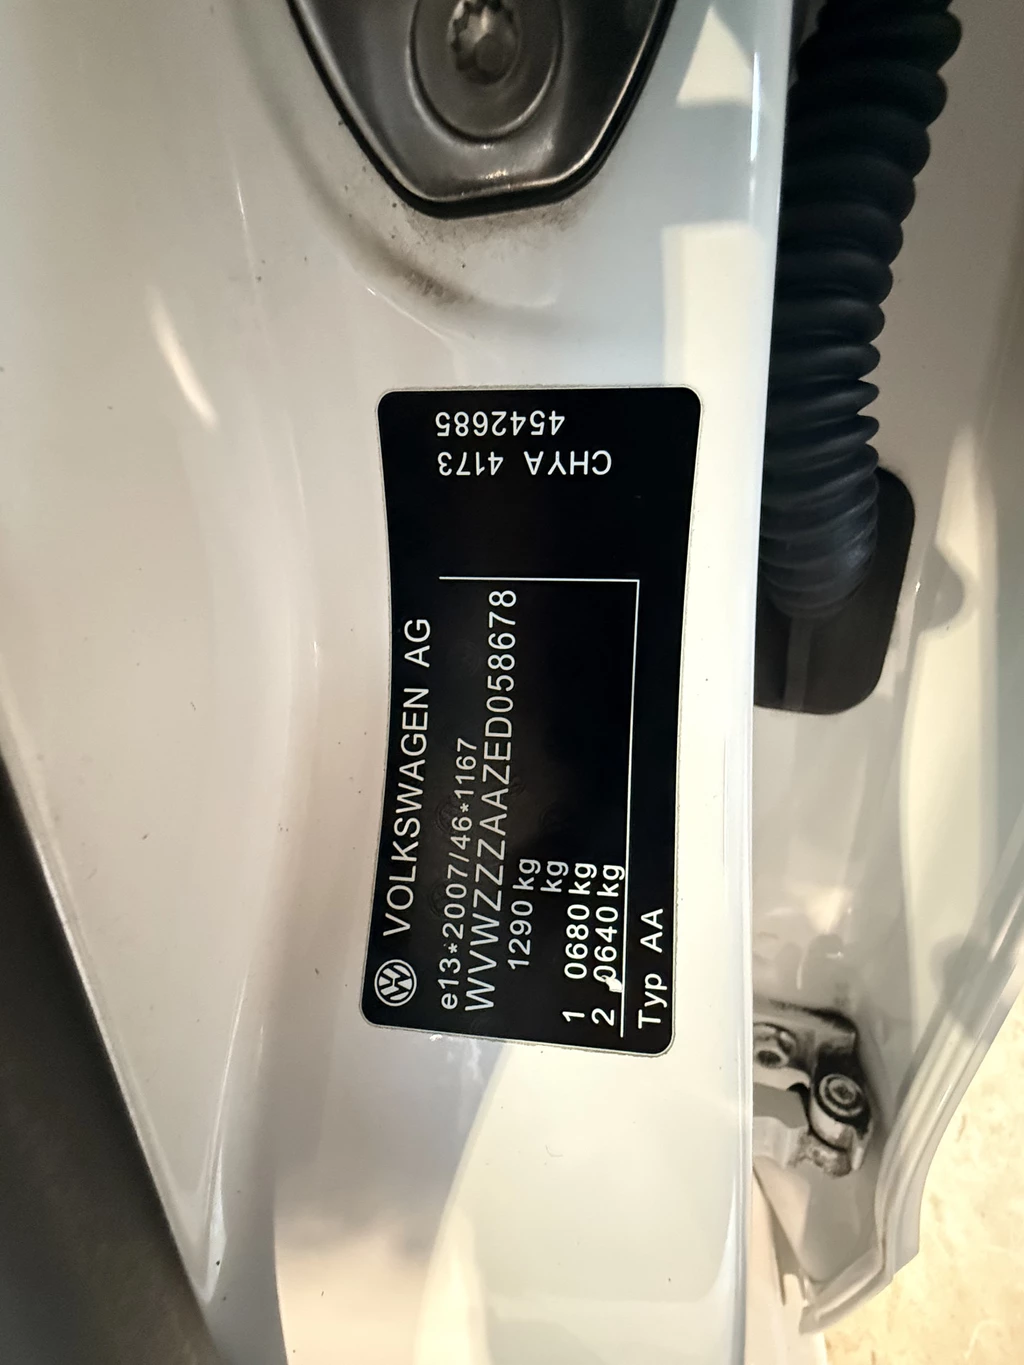 VOLKSWAGEN AG
e13*2007/46*1167
WVWZZZAAZED058678
1290 kg
kg
1 0680 kg
2 0640 kg
Typ AA
CHYA 4173
4542685